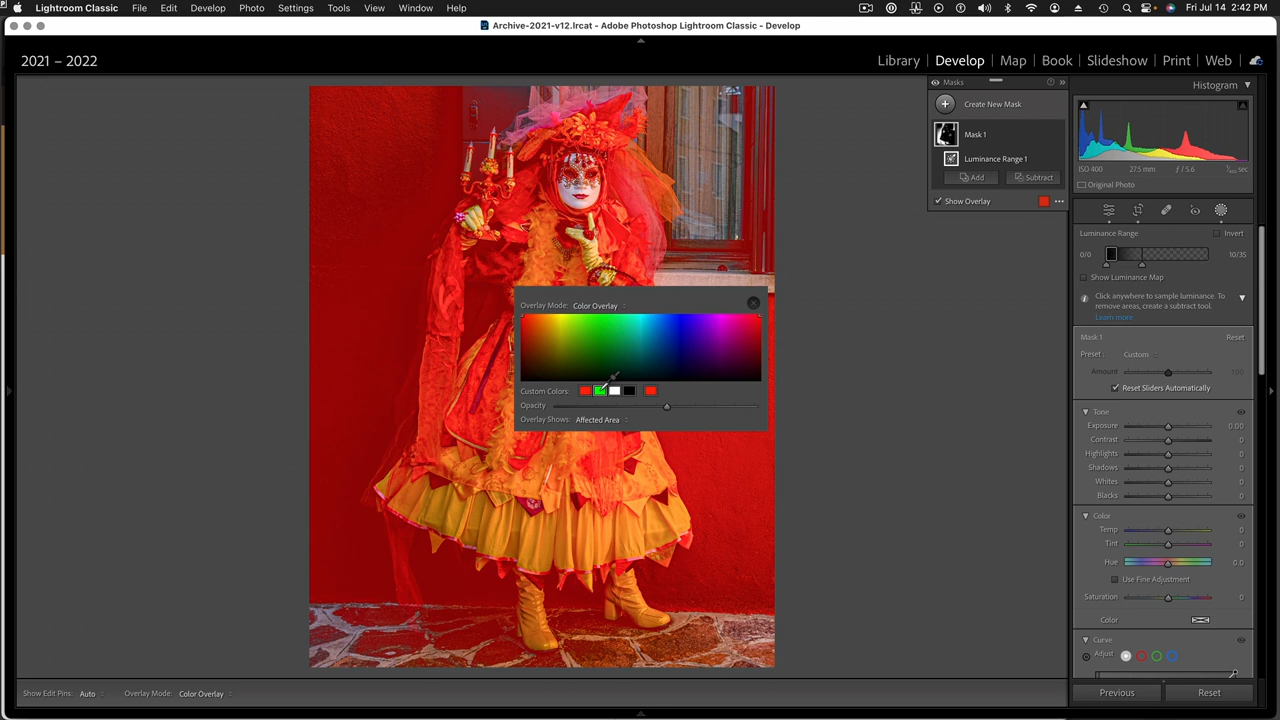 Lightroom Classic File Edit Develop Photo Settings Tools View Window Help Fri Jul 14 2:42 PM
Archive-2021-v12.lrcat - Adobe Photoshop Lightroom Classic - Develop
2021 – 2022 Library Develop Map Book Slideshow Print Web
Masks
Create New Mask
Mask 1
Luminance Range 1
Add Subtract
Show Overlay
Histogram
ISO 400 27.5 mm ƒ / 5.6
Original Photo
Luminance Range Invert
0/0 10/35
Show Luminance Map
Click anywhere to sample luminance. To
remove areas, create a subtract tool.
Learn more
Mask 1 Reset
Preset : Custom
Amount 100
Reset Sliders Automatically
Tone
Exposure 0.00
Contrast 0
Highlights 0
Shadows 0
Whites 0
Blacks 0
Color
Temp 0
Tint 0
Hue 0.0
Use Fine Adjustment
Saturation 0
Color
Curve
Adjust
Previous Reset
Overlay Mode: Color Overlay
Custom Colors:
Opacity
Overlay Shows: Affected Area
Show Edit Pins: Auto Overlay Mode: Color Overlay